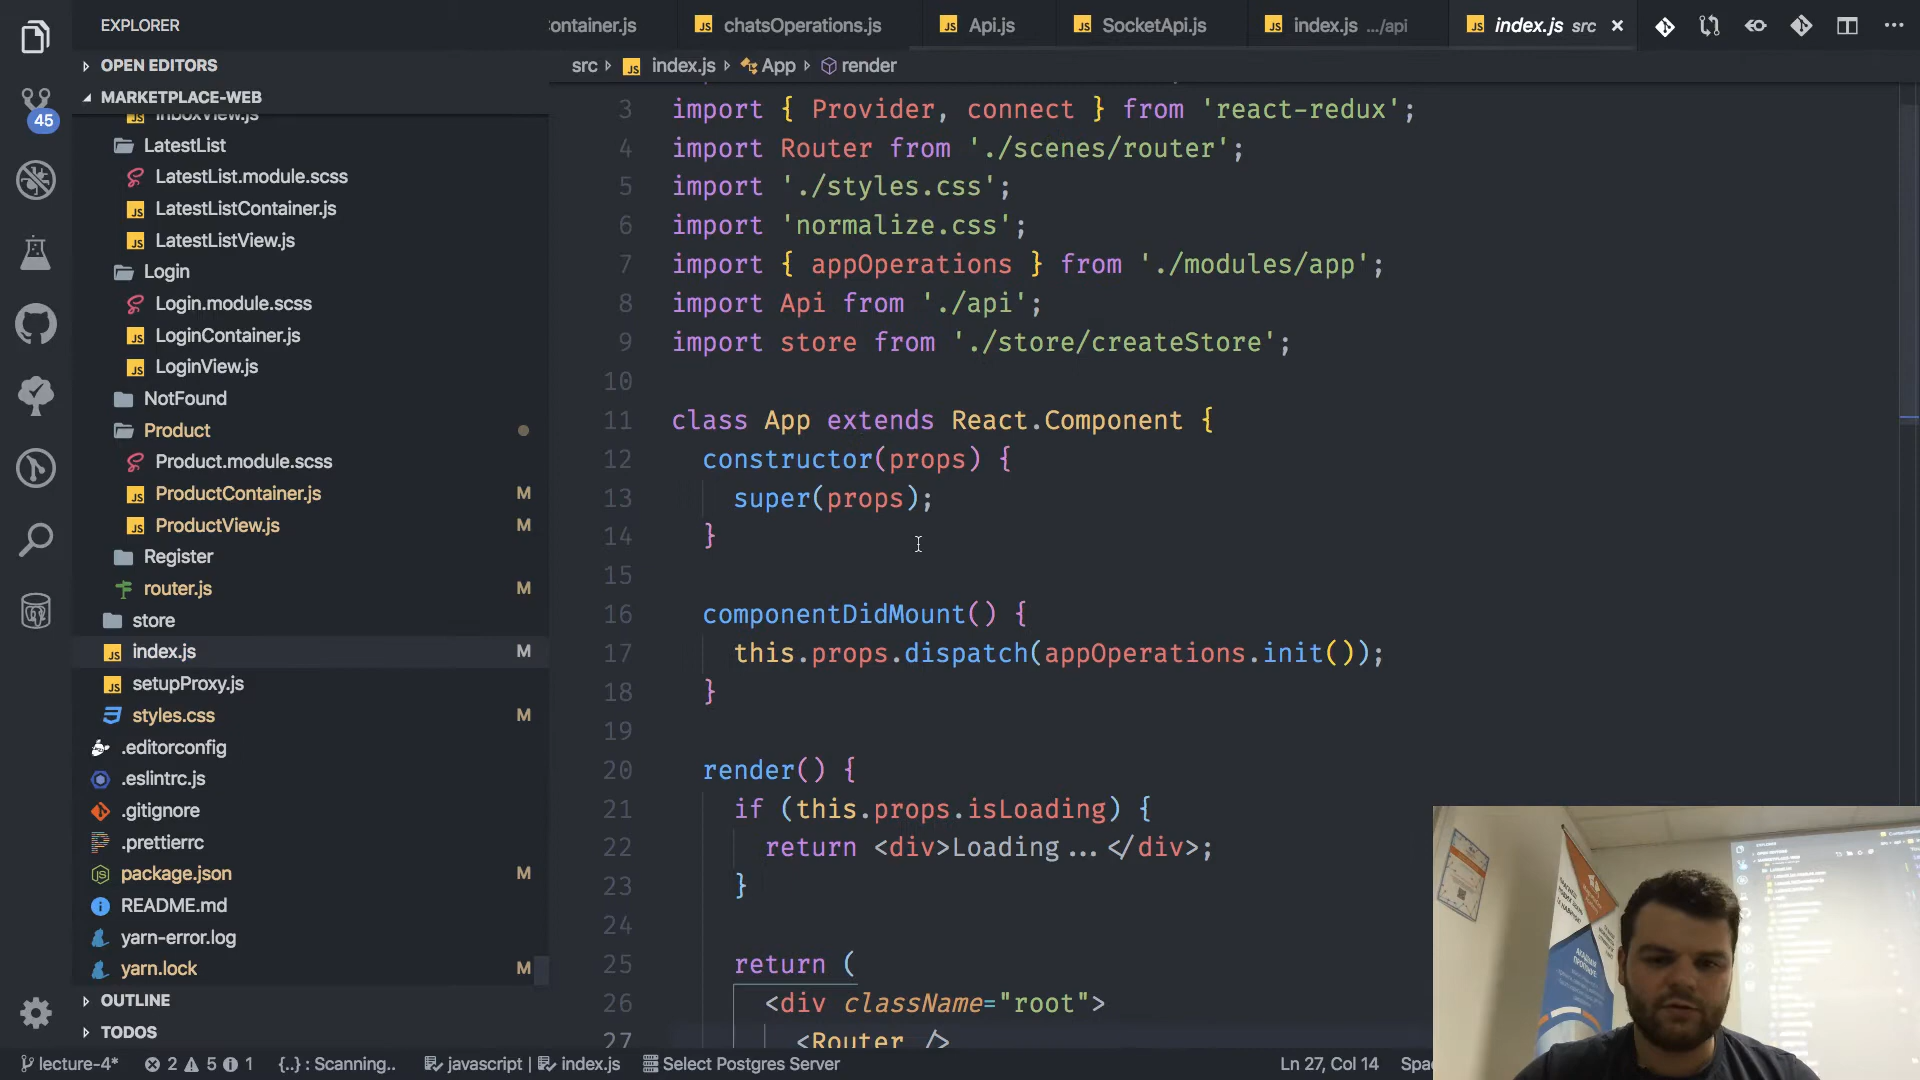 EXPLORER
ontainer.js
chatsOperations.js
Api.js
SocketApi.js
index.js .../api
index.js src
OPEN EDITORS
src
index.js
App
render
MARKETPLACE-WEB
45
InboxView.js
LatestList
LatestList.module.scss
LatestListContainer.js
LatestListView.js
Login
Login.module.scss
LoginContainer.js
LoginView.js
NotFound
Product
Product.module.scss
ProductContainer.js M
ProductView.js M
Register
router.js M
store
index.js M
setupProxy.js
styles.css M
.editorconfig
.eslintrc.js
.gitignore
.prettierrc
package.json M
README.md
yarn-error.log
yarn.lock M
OUTLINE
TODOS
3 import { Provider, connect } from 'react-redux';
4 import Router from './scenes/router';
5 import './styles.css';
6 import 'normalize.css';
7 import { appOperations } from './modules/app';
8 import Api from './api';
9 import store from './store/createStore';
10
11 class App extends React.Component {
12 constructor(props) {
13 super(props);
14 }
15
16 componentDidMount() {
17 this.props.dispatch(appOperations.init());
18 }
19
20 render() {
21 if (this.props.isLoading) {
22 return <div>Loading...</div>;
23 }
24
25 return (
26 <div className="root">
27 <Router />
lecture-4* 2 5 1 {..} : Scanning.. javascript | index.js Select Postgres Server Ln 27, Col 14 Spac